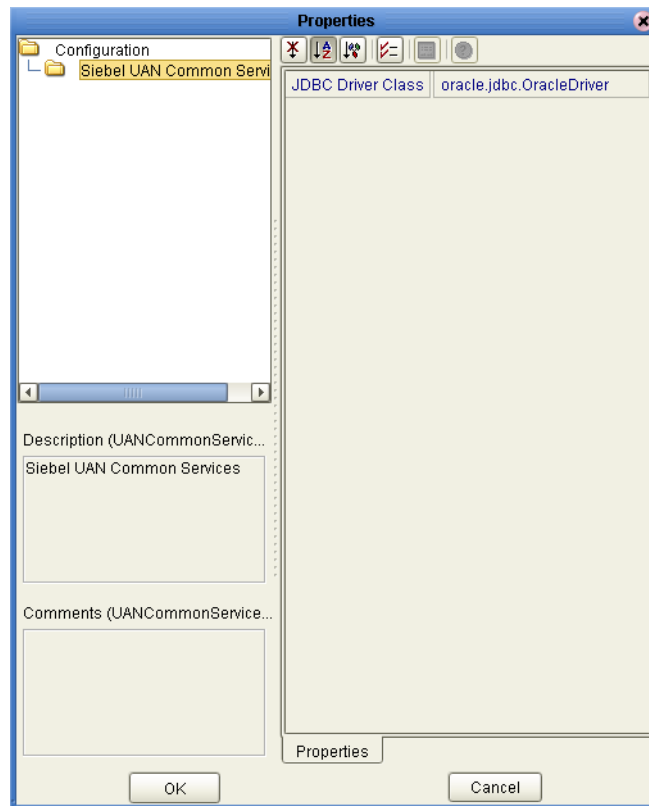 Properties
Configuration
Siebel UAN Common Servi
JDBC Driver Class oracle.jdbc.OracleDriver
Description (UANCommonServic...
Siebel UAN Common Services
Comments (UANCommonService...
Properties
OK
Cancel